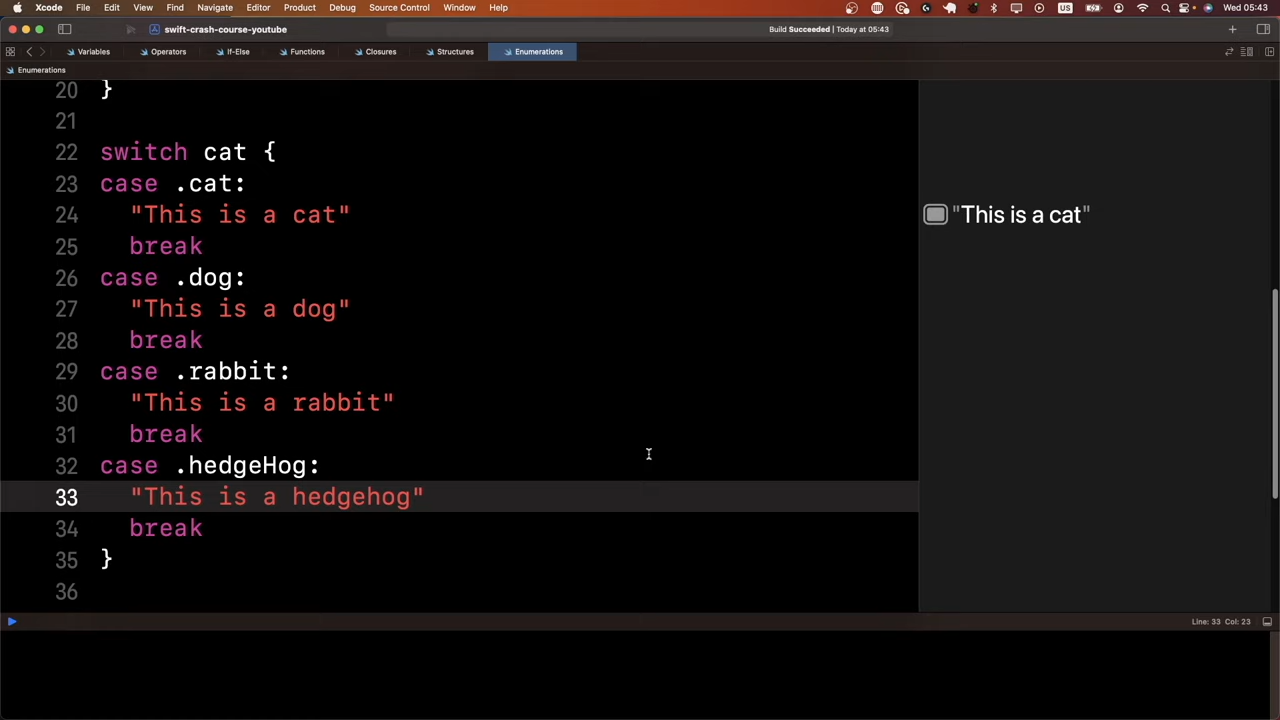 Xcode File Edit View Find Navigate Editor Product Debug Source Control Window Help US Wed 05:43
swift-crash-course-youtube Build Succeeded | Today at 05:43
Variables Operators If-Else Functions Closures Structures Enumerations
Enumerations
20 }
21
22 switch cat {
23 case .cat:
24 "This is a cat" "This is a cat"
25 break
26 case .dog:
27 "This is a dog"
28 break
29 case .rabbit:
30 "This is a rabbit"
31 break
32 case .hedgeHog:
33 "This is a hedgehog"
34 break
35 }
36
Line: 33 Col: 23